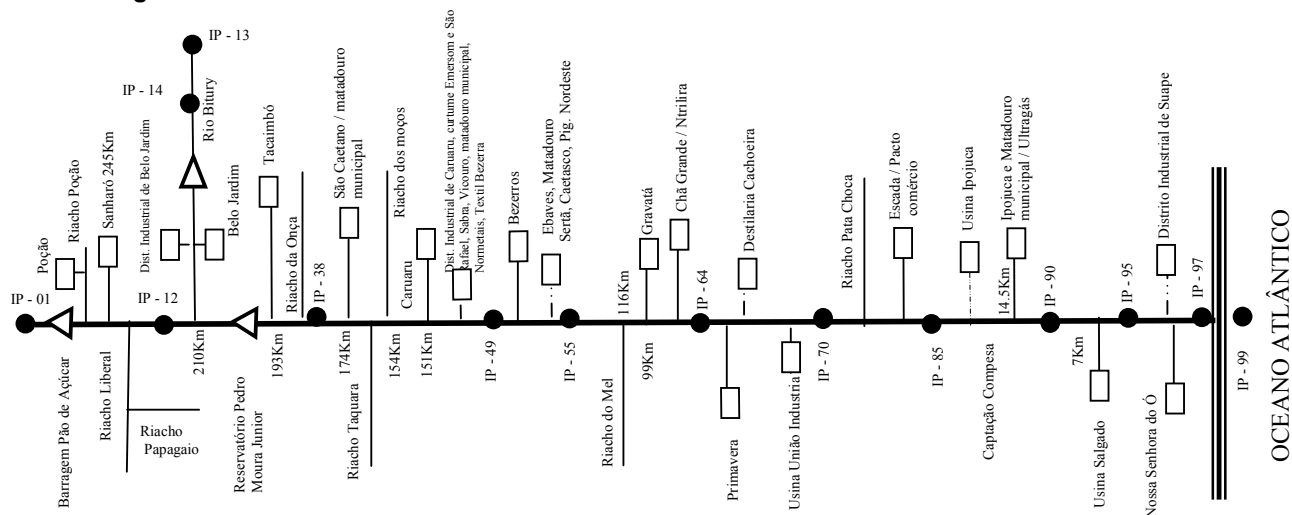 IP - 13
IP - 14
Rio Bitury
Dist. Industrial de Belo Jardim
Belo Jardim
Poção
Riacho Poção
Sanharó 245Km
IP - 01
IP - 12
Barragem Pão de Açúcar
Riacho Liberal
Riacho
Papagaio
210Km
Reservatório Pedro
Moura Junior
Tacaimbó
193Km
Riacho da Onça
IP - 38
São Caetano / matadouro
municipal
174Km
Riacho Taquara
Riacho dos moços
154Km
Caruaru
151Km
Dist. Industrial de Caruaru, curtume Emersom e São
Rafael, Sabra, Vicouro, matadouro municipal,
Normetais, Textil Bezerra
IP - 49
Bezerros
Ebaves, Matadouro
Sertã, Caetasco, Pig. Nordeste
IP - 55
Riacho do Mel
116Km
Gravatá
99Km
Chã Grande / Ntrilira
IP - 64
Primavera
Destilaria Cachoeira
Usina União Industria
IP - 70
Riacho Pata Choca
Escada / Pacto
comércio
IP - 85
Usina Ipojuca
Captação Compesa
Ipojuca e Matadouro
municipal / Ultragás
14.5Km
IP - 90
7Km
Usina Salgado
IP - 95
Distrito Industrial de Suape
Nossa Senhora do Ó
IP - 97
IP - 99
OCEANO ATLÂNTICO